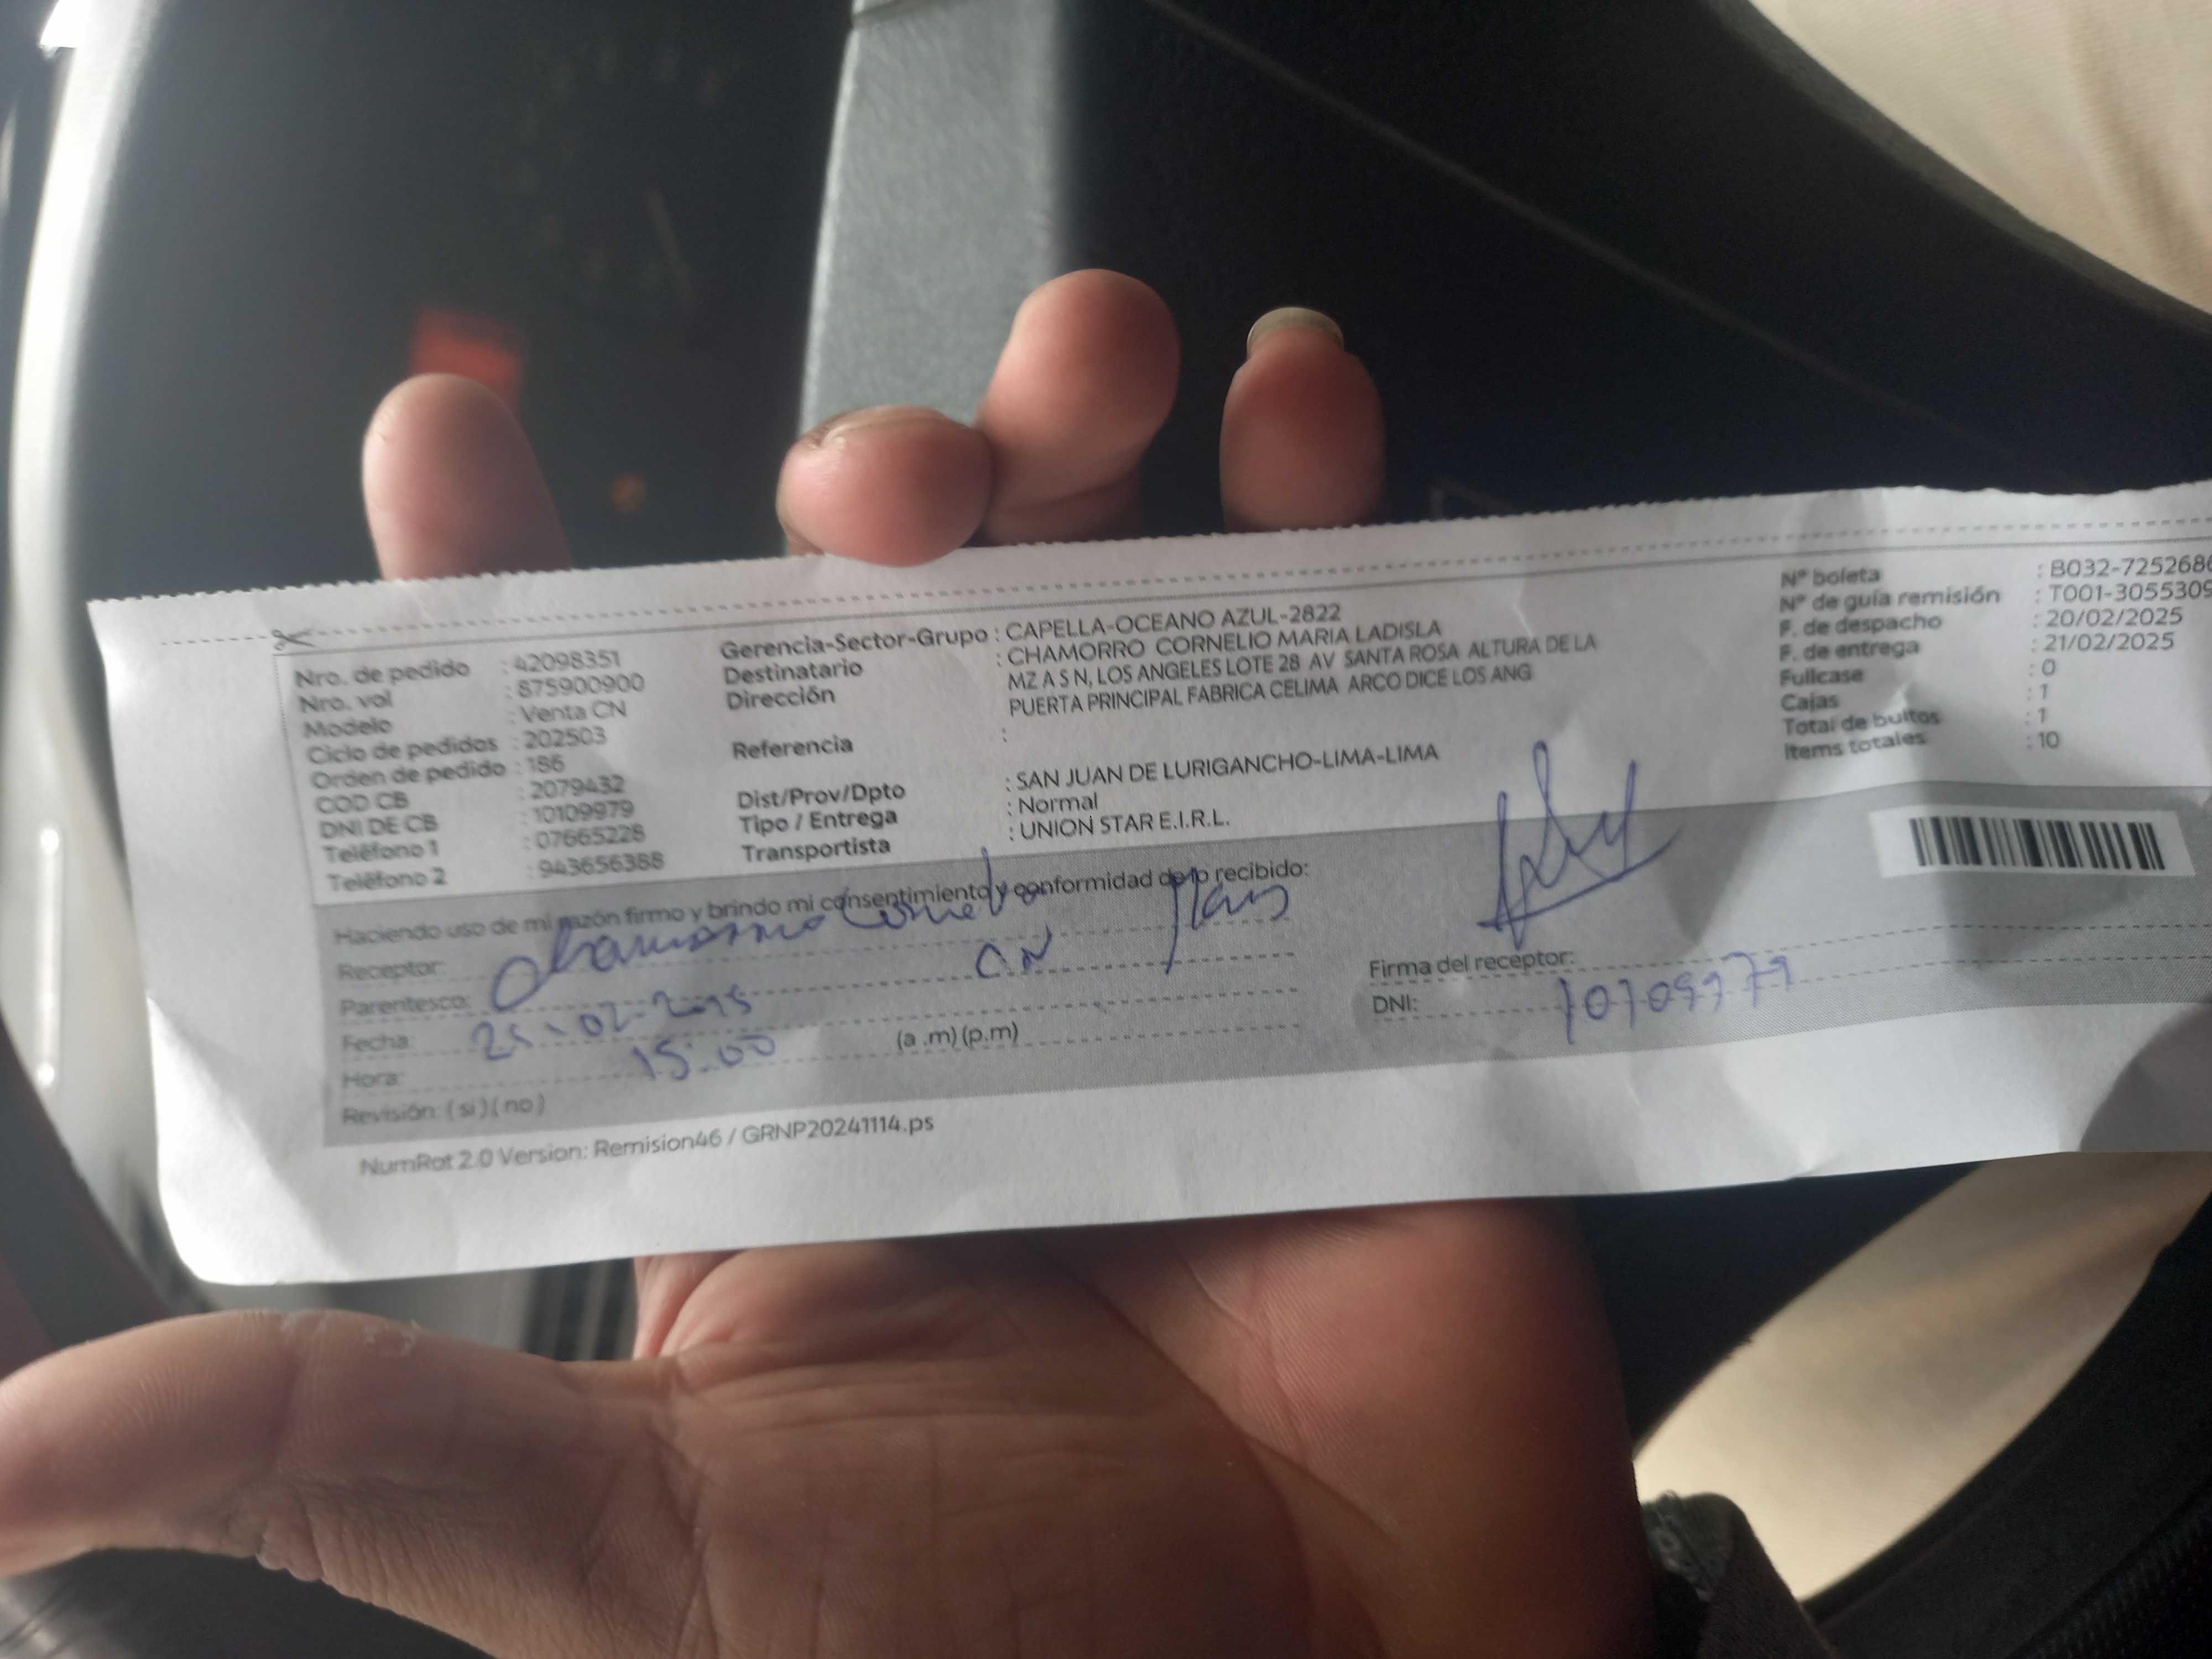 Nro. de pedido : 42098351
Nro. vol : 875900900
Modelo : Venta CN
Ciclo de pedidos : 202503
Orden de pedido : 186
COD CB : 2079432
DNI DE CB : 10109979
Teléfono 1 : 07665228
Teléfono 2 : 943656388
Gerencia-Sector-Grupo : CAPELLA-OCEANO AZUL-2822
Destinatario : CHAMORRO CORNELIO MARIA LADISLA
Dirección : MZ A S N, LOS ANGELES LOTE 28 AV SANTA ROSA ALTURA DE LA
PUERTA PRINCIPAL FABRICA CELIMA ARCO DICE LOS ANG
Referencia :
Dist/Prov/Dpto : SAN JUAN DE LURIGANCHO-LIMA-LIMA
Tipo / Entrega : Normal
Transportista : UNION STAR E.I.R.L.
N° boleta : B032-725268
N° de guía remisión : T001-3055309
F. de despacho : 20/02/2025
F. de entrega : 21/02/2025
Fullcase : 0
Cajas : 1
Total de bultos : 1
Items totales : 10
Haciendo uso de mi razón firmo y brindo mi consentimiento y conformidad de lo recibido:
Receptor: Chamorro Cornelio
Parentesco: CN
Fecha:
Hora: 15:00 (a .m) (p.m)
Revisión: ( si ) ( no )
Firma del receptor:
DNI: 10109979
NumRot 2.0 Version: Remision46 / GRNP20241114.ps